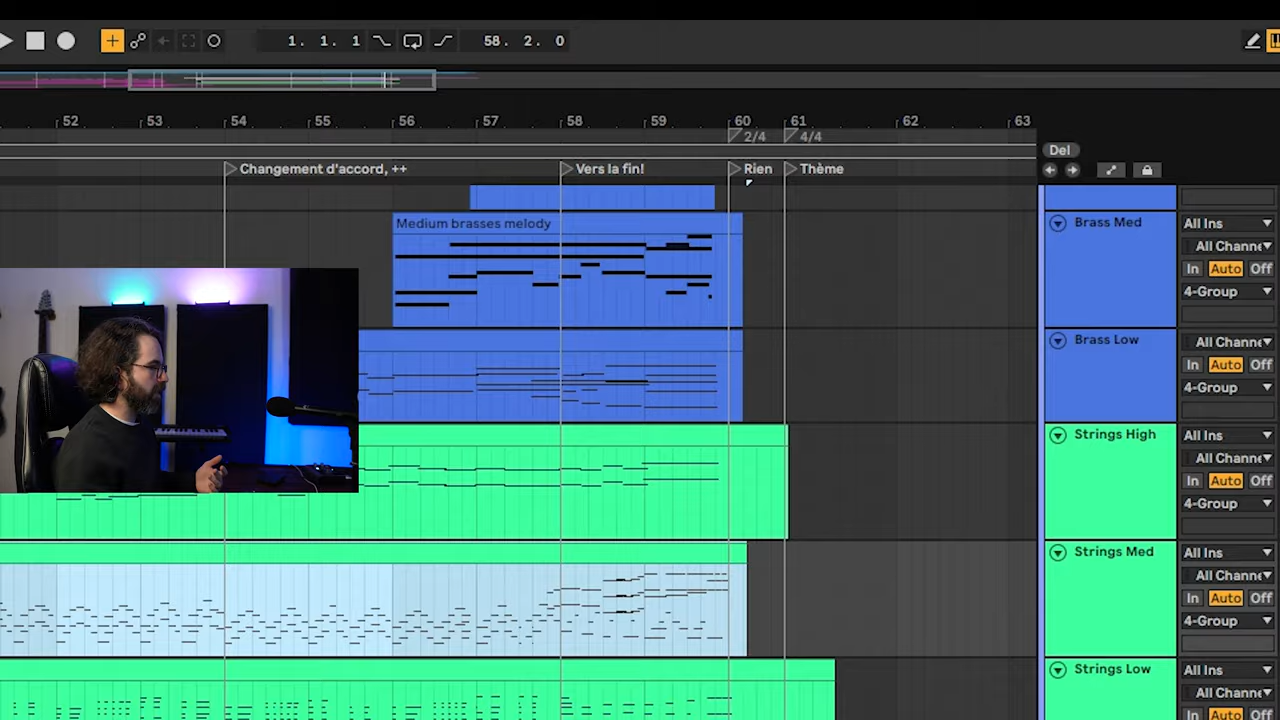 1. 1. 1 58. 2. 0
52 53 54 55 56 57 58 59 60 61 62 63
2/4 4/4
Del
Changement d'accord, ++ Vers la fin! Rien Thème
Medium brasses melody
Brass Med All Ins
All Channe
In Auto Off
4-Group
Brass Low All Channe
In Auto Off
4-Group
Strings High All Ins
All Channe
In Auto Off
4-Group
Strings Med All Ins
All Channe
In Auto Off
4-Group
Strings Low All Ins
All Channe
In Auto Off